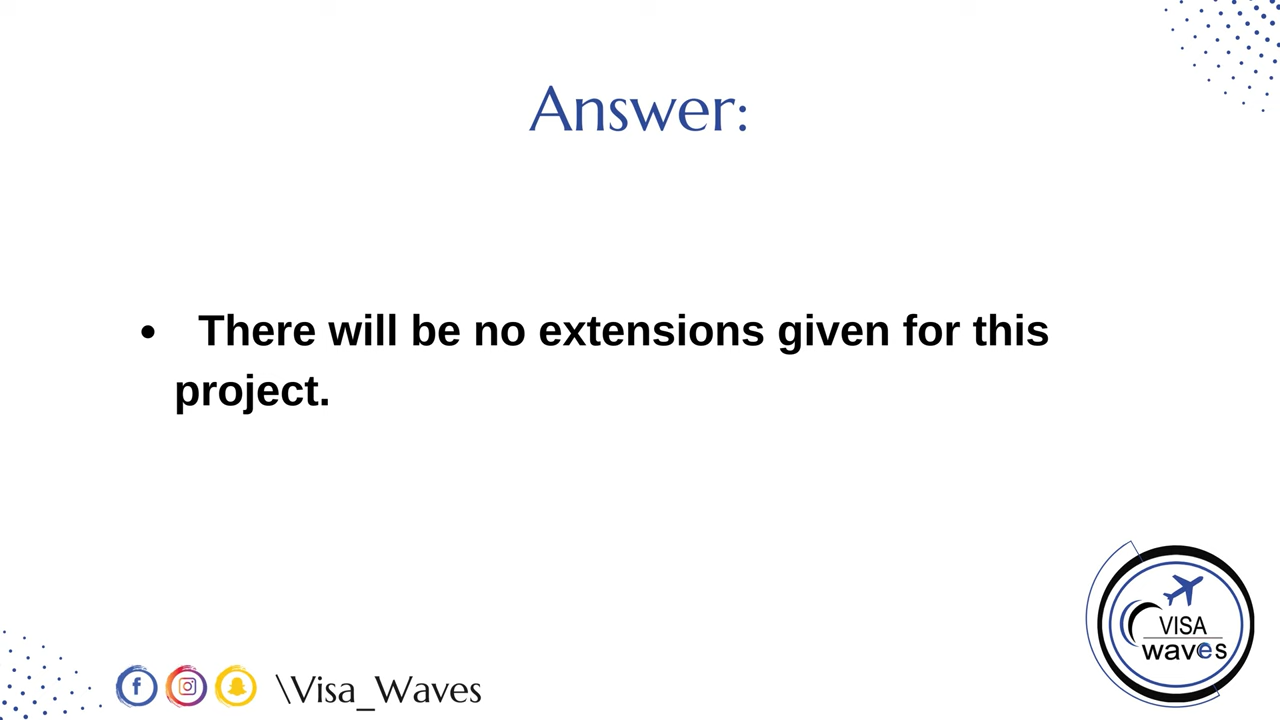 Answer:
• There will be no extensions given for this
project.
VISA
waves
\Visa_Waves